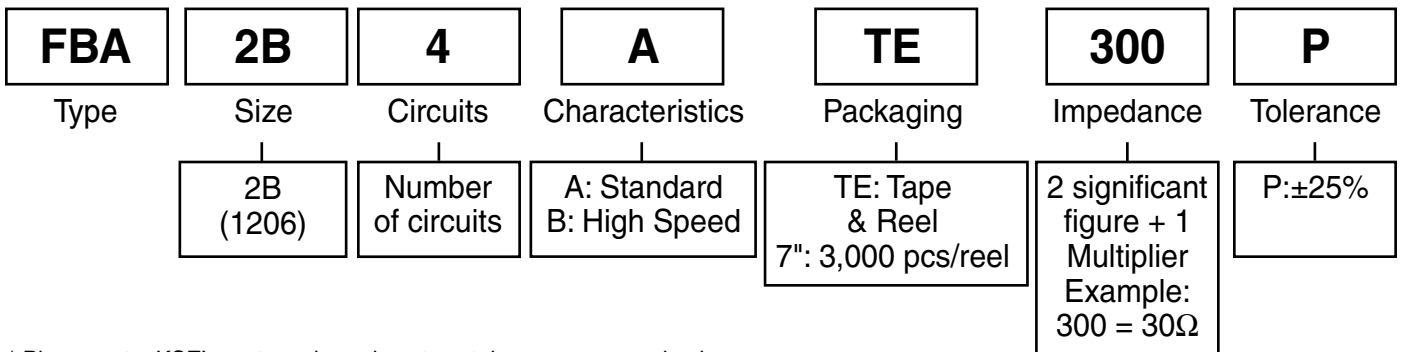 FBA 2B 4 A TE 300 P
Type Size Circuits Characteristics Packaging Impedance Tolerance
2B
(1206)
Number
of circuits
A: Standard
B: High Speed
TE: Tape
& Reel
7": 3,000 pcs/reel
2 significant
figure + 1
Multiplier
Example:
300 = 30Ω
P:±25%